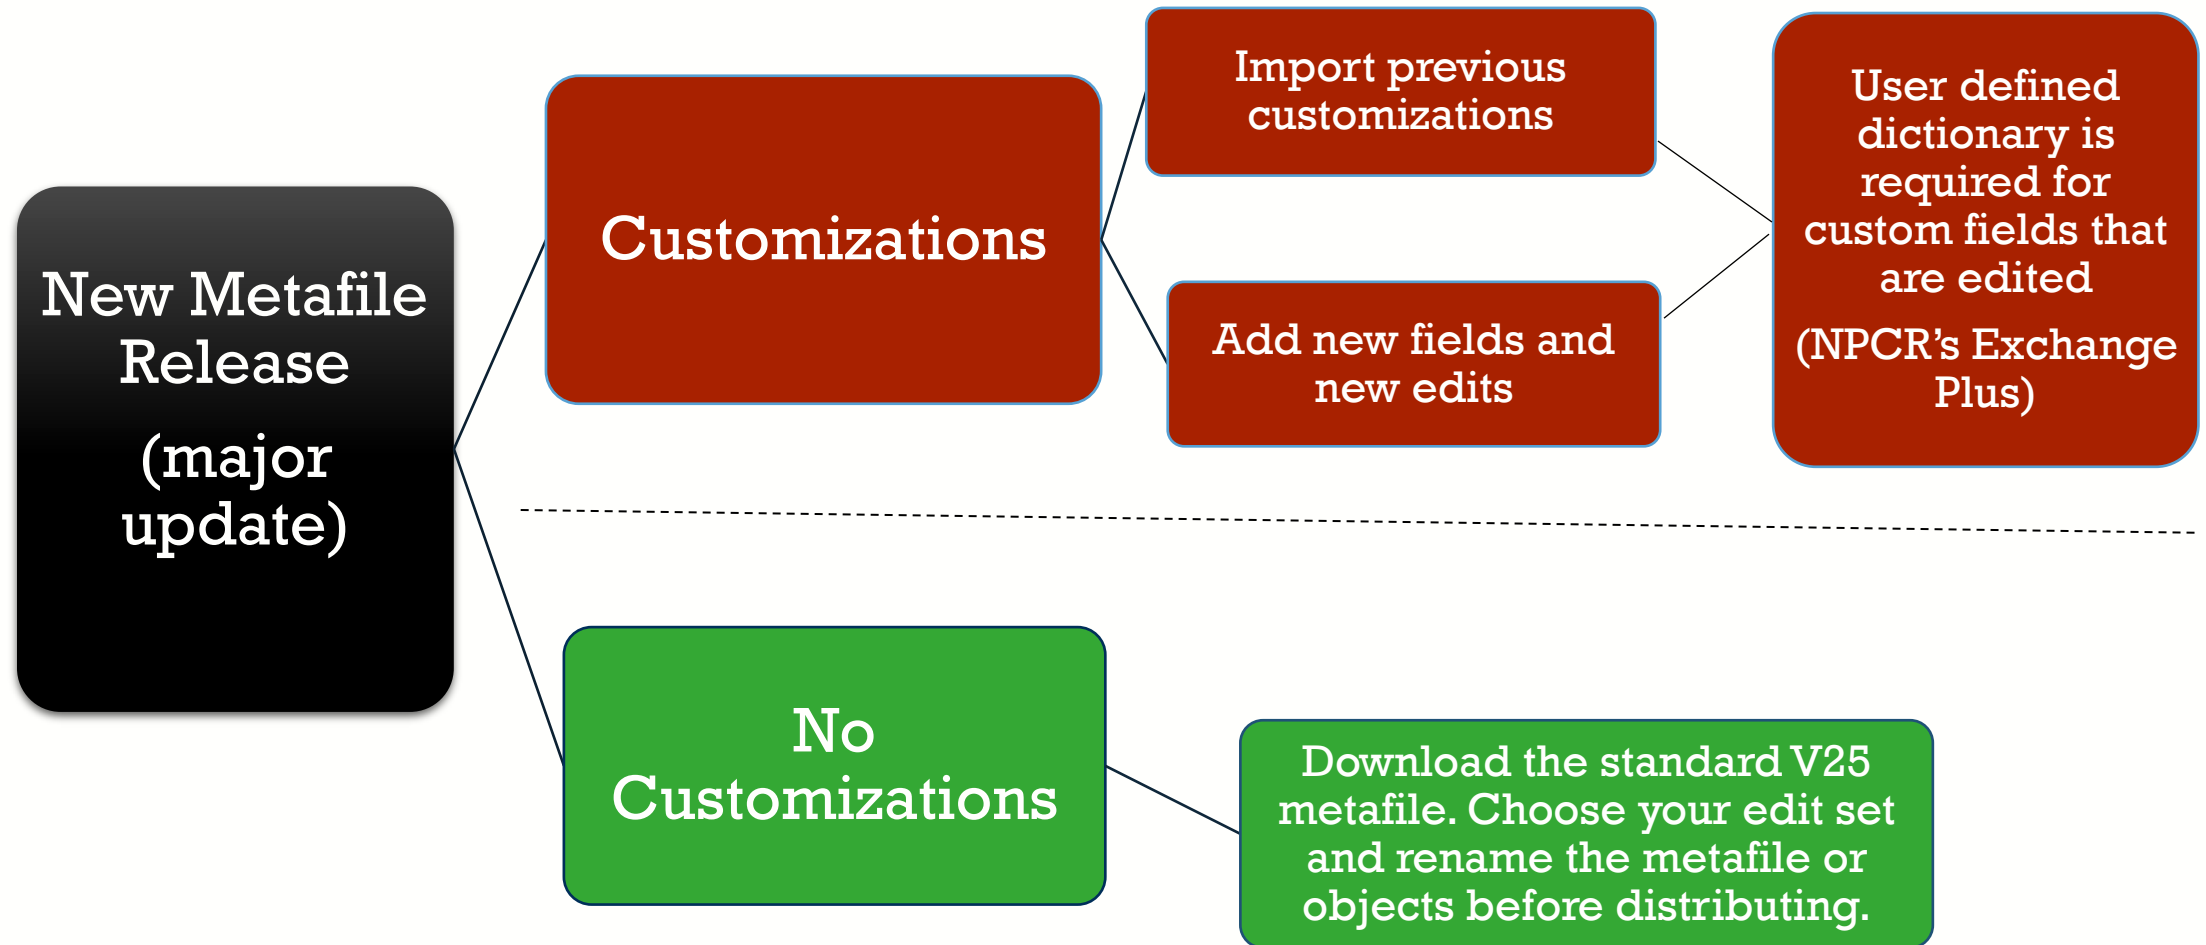 New Metafile
Release
(major
update)
Customizations
Import previous
customizations
Add new fields and
new edits
User defined
dictionary is
required for
custom fields that
are edited
(NPCR’s Exchange
Plus)
No
Customizations
Download the standard V25
metafile. Choose your edit set
and rename the metafile or
objects before distributing.